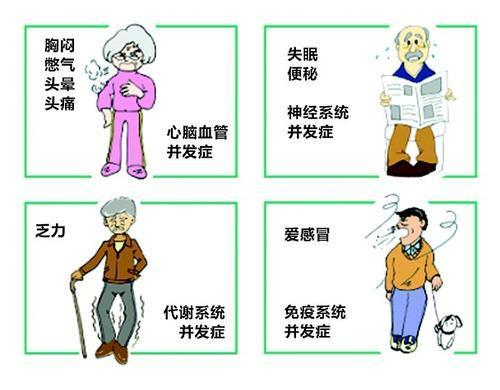 胸闷
憋气
头晕
头痛
心脑血管
并发症
失眠
便秘
神经系统
并发症
乏力
代谢系统
并发症
爱感冒
免疫系统
并发症